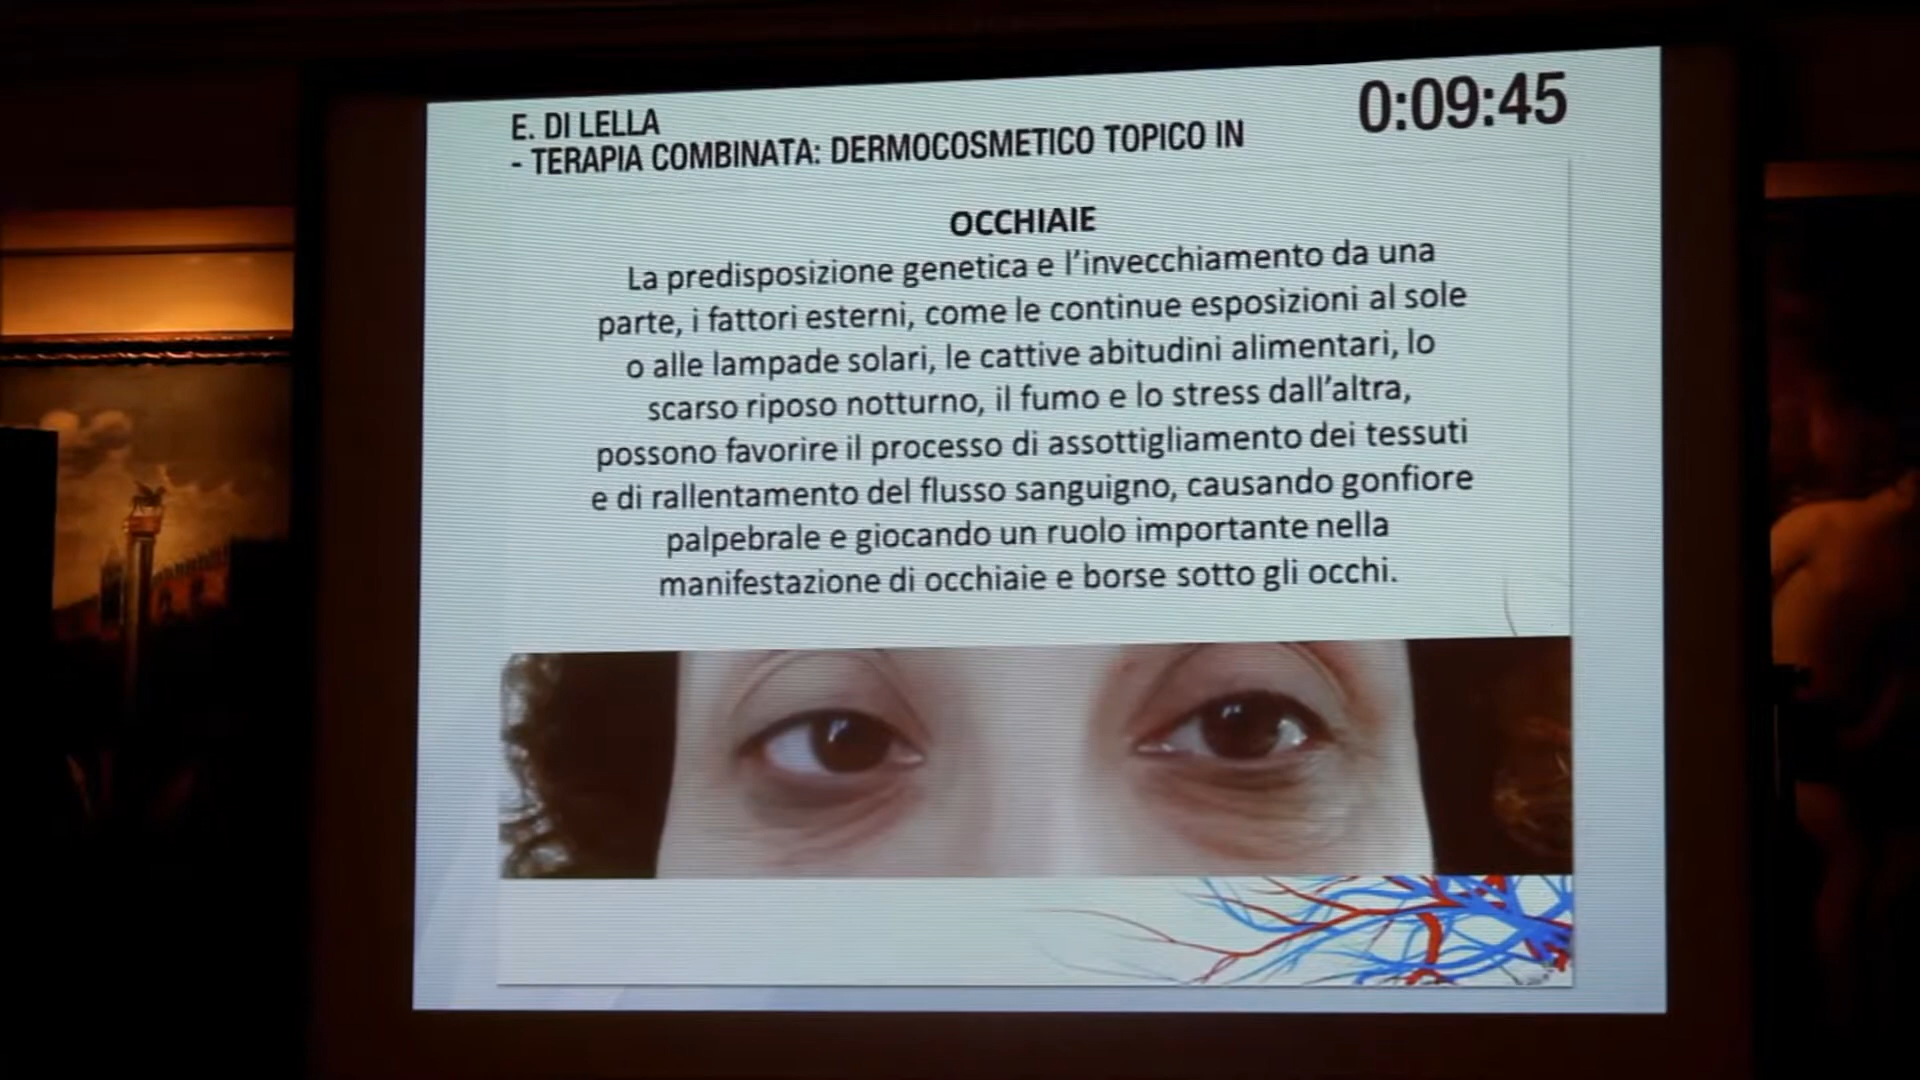 E. DI LELLA
- TERAPIA COMBINATA: DERMOCOSMETICO TOPICO IN
0:09:45
OCCHIAIE
La predisposizione genetica e l'invecchiamento da una
parte, i fattori esterni, come le continue esposizioni al sole
o alle lampade solari, le cattive abitudini alimentari, lo
scarso riposo notturno, il fumo e lo stress dall'altra,
possono favorire il processo di assottigliamento dei tessuti
e di rallentamento del flusso sanguigno, causando gonfiore
palpebrale e giocando un ruolo importante nella
manifestazione di occhiaie e borse sotto gli occhi.